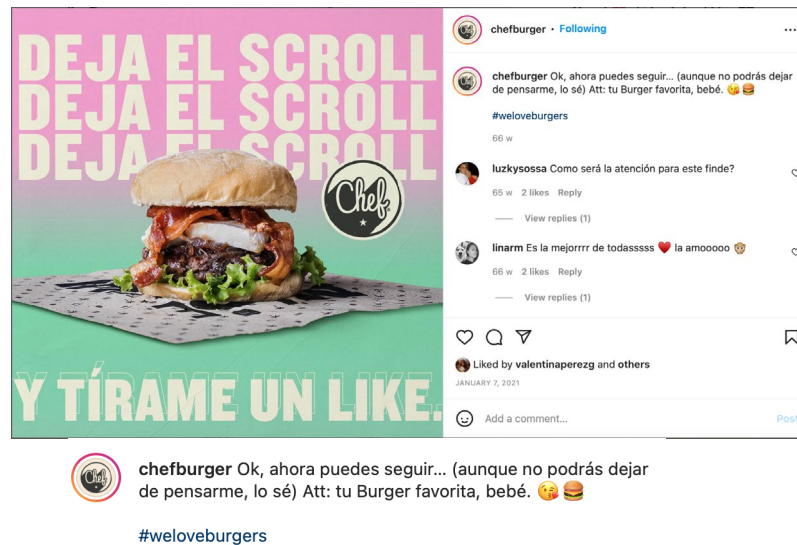 DEJA EL SCROLL
DEJA EL SCROLL
DEJA EL SCROLL
Chef
Y TÍRAME UN LIKE.
chefburger • Following
chefburger Ok, ahora puedes seguir... (aunque no podrás dejar
de pensarme, lo sé) Att: tu Burger favorita, bebé. 😘🍔
#weloveburgers
66 w
luzkysossa Como será la atención para este finde?
65 w 2 likes Reply
View replies (1)
linarm Es la mejorrrr de todasssss ❤️ la amooooo 🙊
66 w 2 likes Reply
View replies (1)
Liked by valentinaperezg and others
JANUARY 7, 2021
Add a comment...
Post
chefburger Ok, ahora puedes seguir... (aunque no podrás dejar
de pensarme, lo sé) Att: tu Burger favorita, bebé. 😘🍔
#weloveburgers